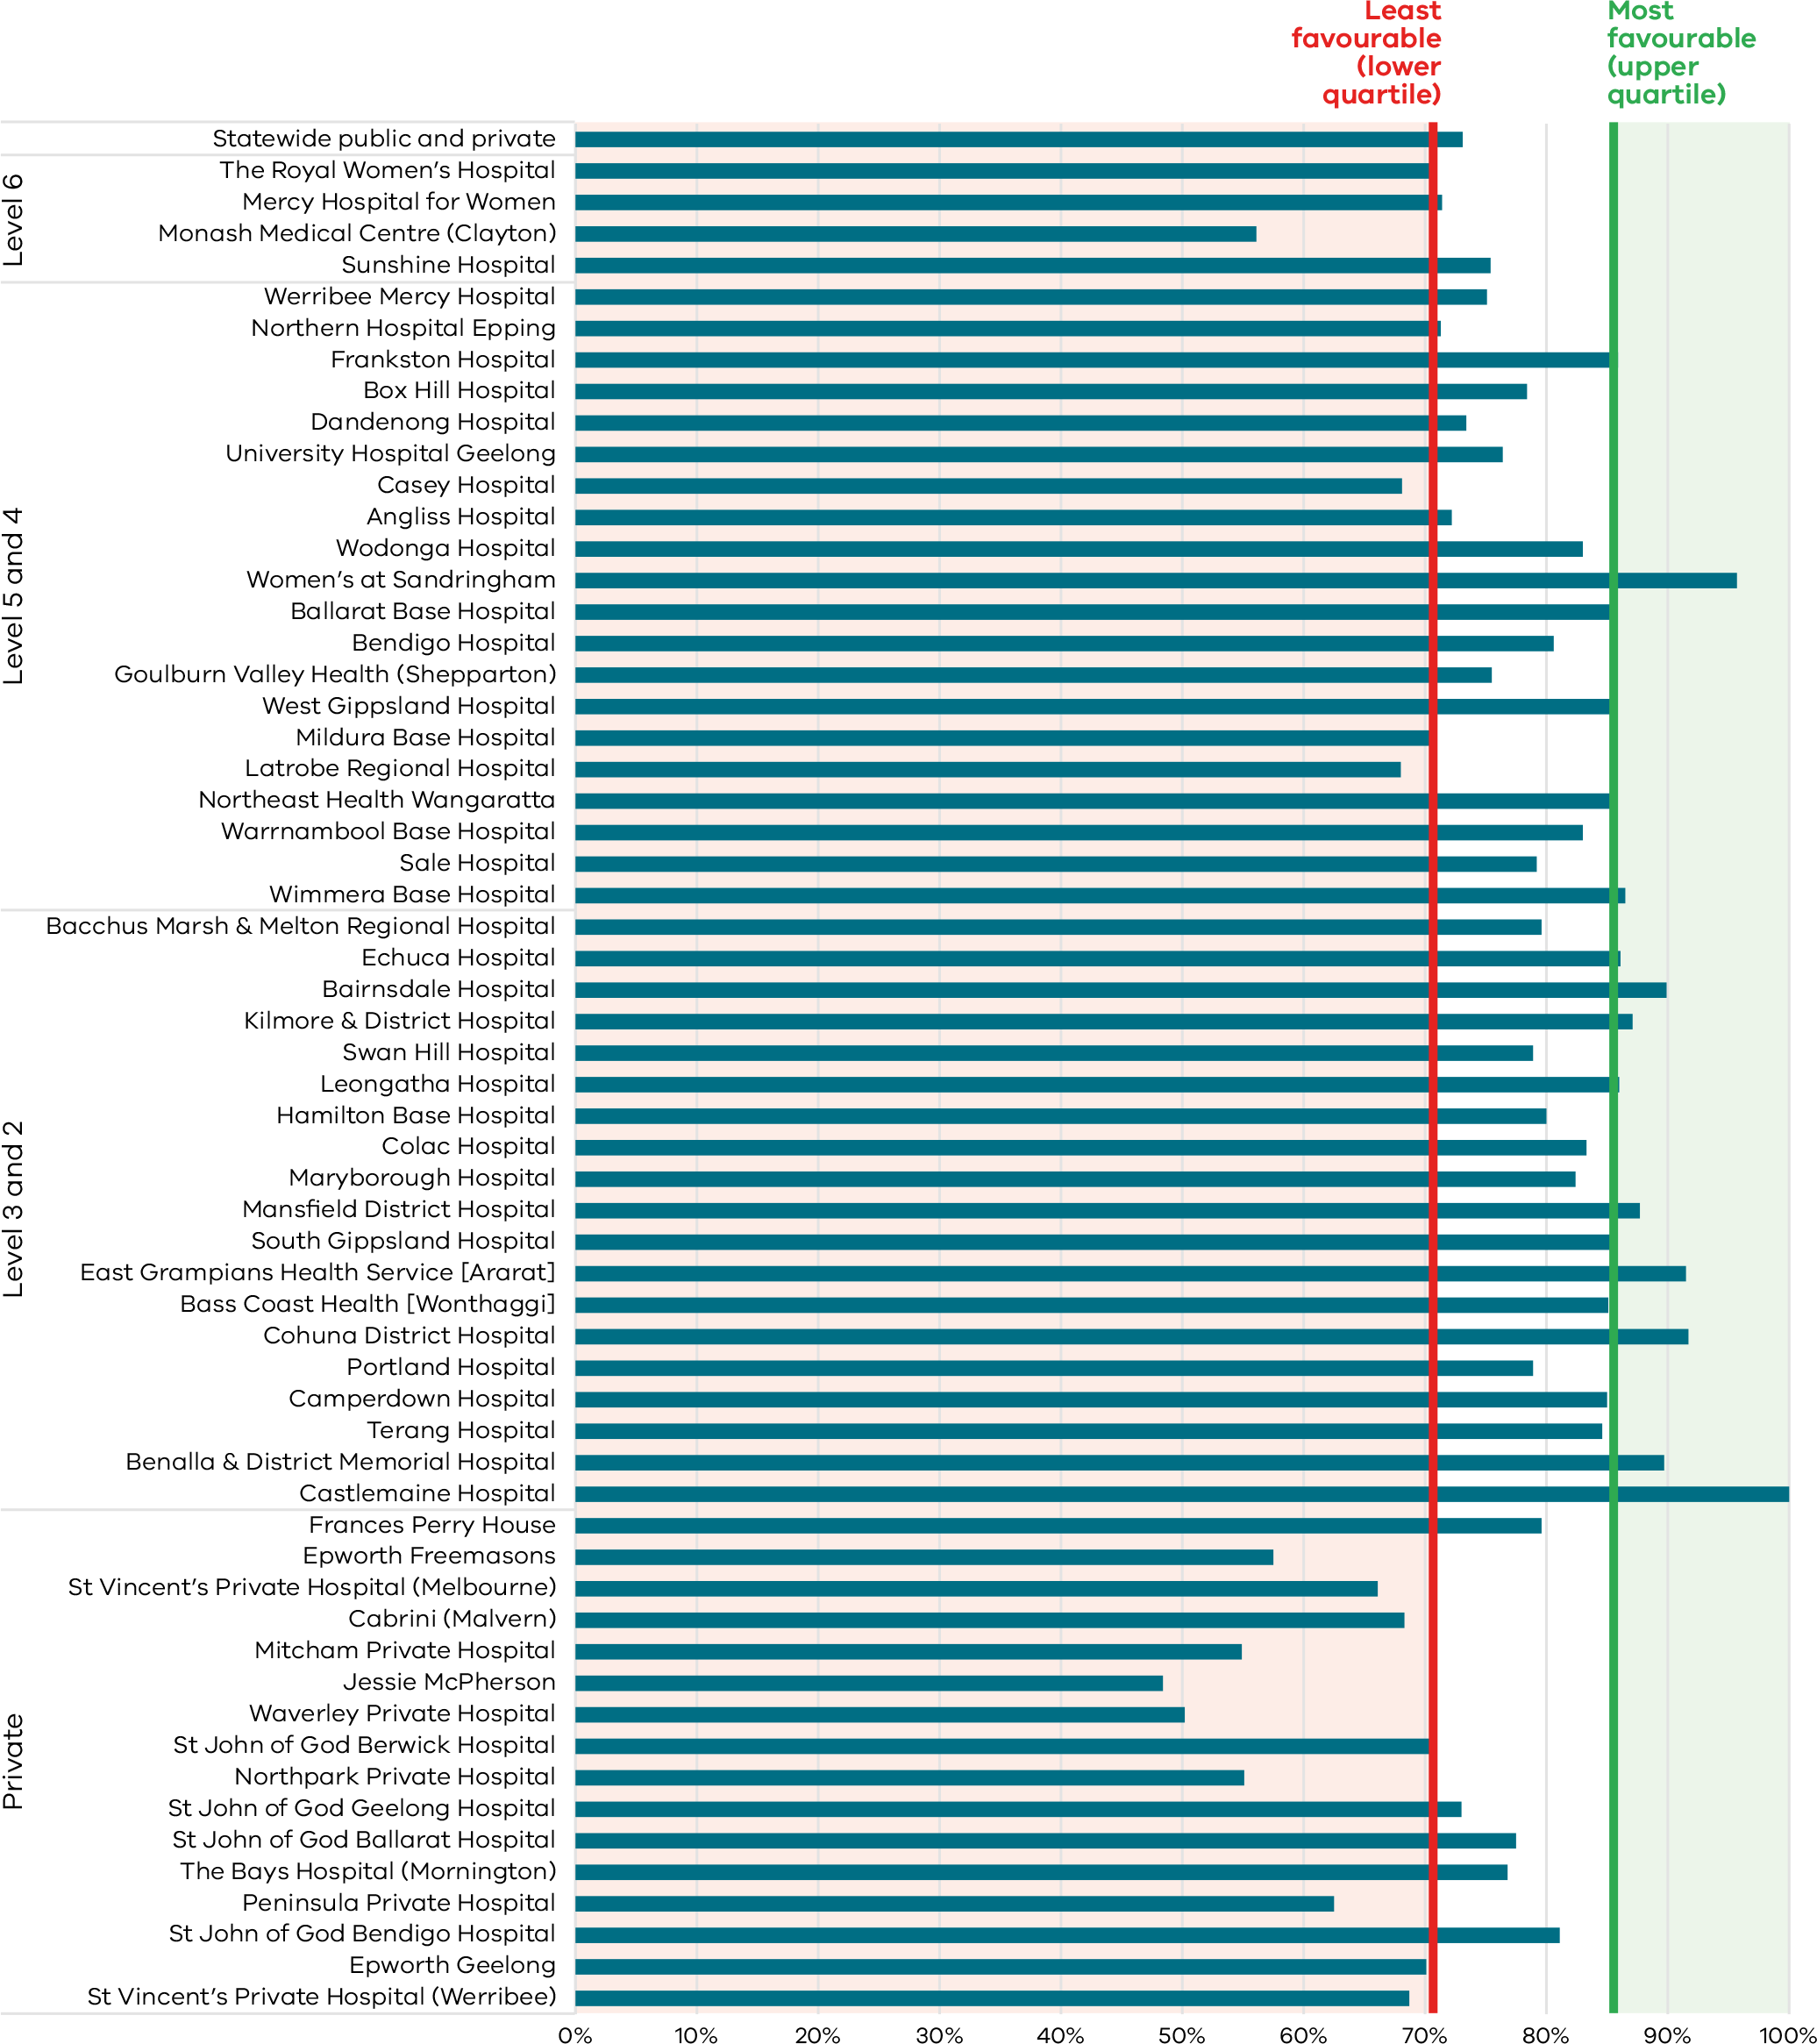 Least
favourable
(lower
quartile)
Most
favourable
(upper
quartile)
Statewide public and private
Level 6
The Royal Women’s Hospital
Mercy Hospital for Women
Monash Medical Centre (Clayton)
Sunshine Hospital
Level 5 and 4
Werribee Mercy Hospital
Northern Hospital Epping
Frankston Hospital
Box Hill Hospital
Dandenong Hospital
University Hospital Geelong
Casey Hospital
Angliss Hospital
Wodonga Hospital
Women’s at Sandringham
Ballarat Base Hospital
Bendigo Hospital
Goulburn Valley Health (Shepparton)
West Gippsland Hospital
Mildura Base Hospital
Latrobe Regional Hospital
Northeast Health Wangaratta
Warrnambool Base Hospital
Sale Hospital
Wimmera Base Hospital
Level 3 and 2
Bacchus Marsh & Melton Regional Hospital
Echuca Hospital
Bairnsdale Hospital
Kilmore & District Hospital
Swan Hill Hospital
Leongatha Hospital
Hamilton Base Hospital
Colac Hospital
Maryborough Hospital
Mansfield District Hospital
South Gippsland Hospital
East Grampians Health Service [Ararat]
Bass Coast Health [Wonthaggi]
Cohuna District Hospital
Portland Hospital
Camperdown Hospital
Terang Hospital
Benalla & District Memorial Hospital
Castlemaine Hospital
Private
Frances Perry House
Epworth Freemasons
St Vincent’s Private Hospital (Melbourne)
Cabrini (Malvern)
Mitcham Private Hospital
Jessie McPherson
Waverley Private Hospital
St John of God Berwick Hospital
Northpark Private Hospital
St John of God Geelong Hospital
St John of God Ballarat Hospital
The Bays Hospital (Mornington)
Peninsula Private Hospital
St John of God Bendigo Hospital
Epworth Geelong
St Vincent’s Private Hospital (Werribee)
0% 10% 20% 30% 40% 50% 60% 70% 80% 90% 100%